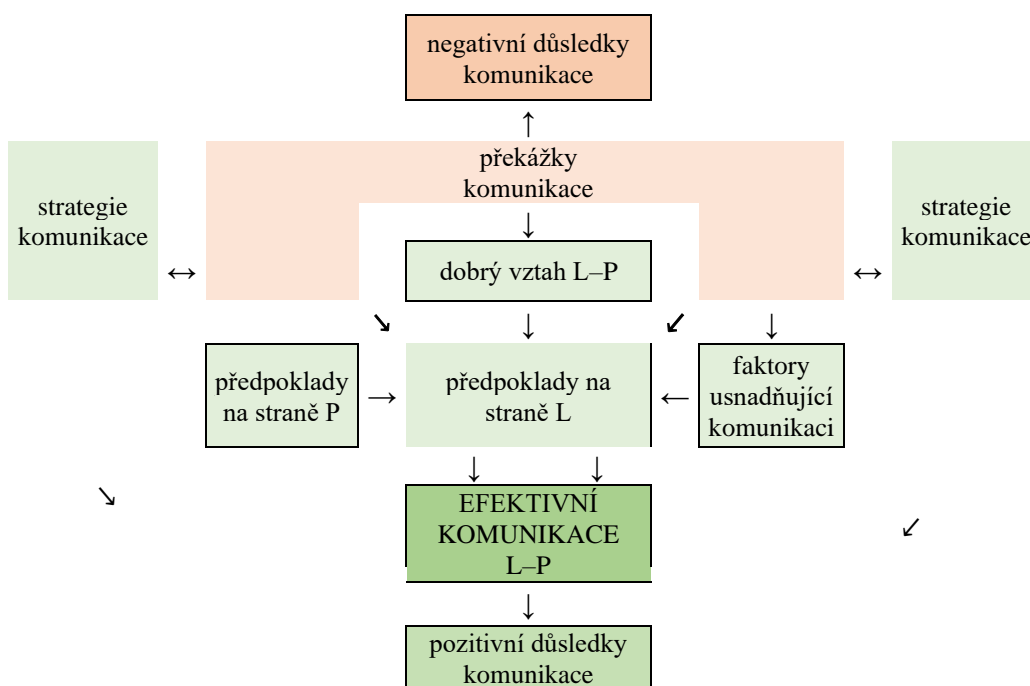 negativní důsledky
komunikace
↑
překážky
komunikace
strategie
komunikace
strategie
komunikace
↓
↔
dobrý vztah L–P
↔
↘
↓
↙
↓
předpoklady
na straně P
→
předpoklady na
straně L
←
faktory
usnadňující
komunikaci
↓ ↓
↘
EFEKTIVNÍ
KOMUNIKACE
L–P
↙
↓
pozitivní důsledky
komunikace